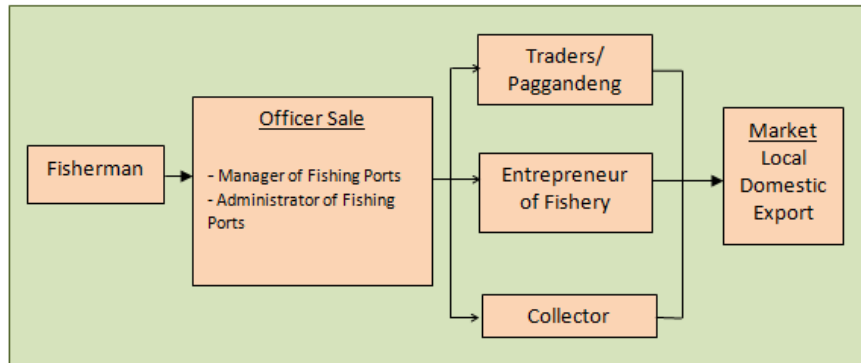 Fisherman
Officer Sale
- Manager of Fishing Ports
- Administrator of Fishing
Ports
Traders/
Paggandeng
Entrepreneur
of Fishery
Collector
Market
Local
Domestic
Export